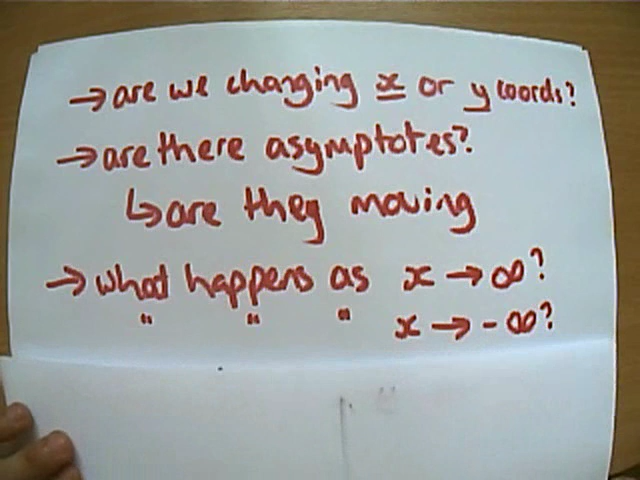 → are we changing x or y coords?
→ are there asymptotes?
↳ are they moving
→ what happens as x → ∞?
" " " x → -∞?